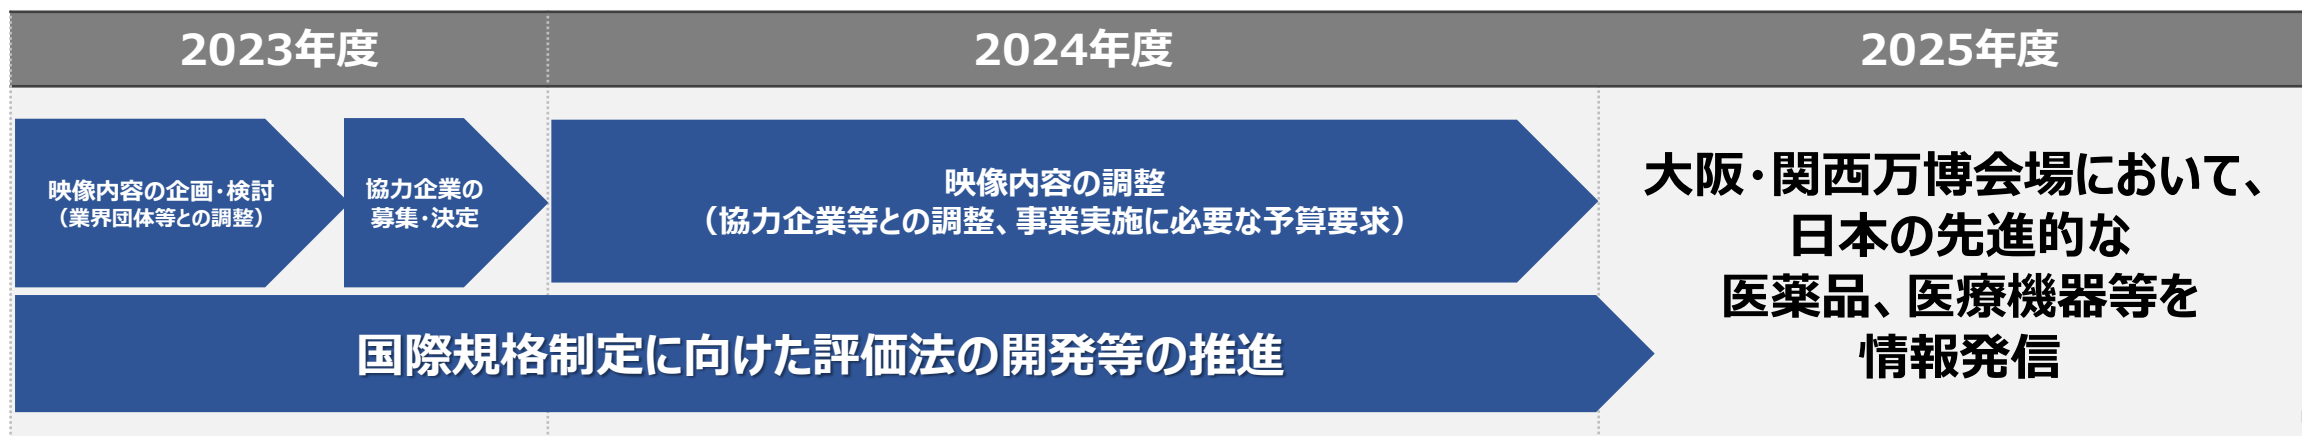 2023年度
2024年度
2025年度
映像内容の企画・検討
（業界団体等との調整）
協力企業の
募集・決定
映像内容の調整
（協力企業等との調整、事業実施に必要な予算要求）
国際規格制定に向けた評価法の開発等の推進
大阪・関西万博会場において、
日本の先進的な
医薬品、医療機器等を
情報発信